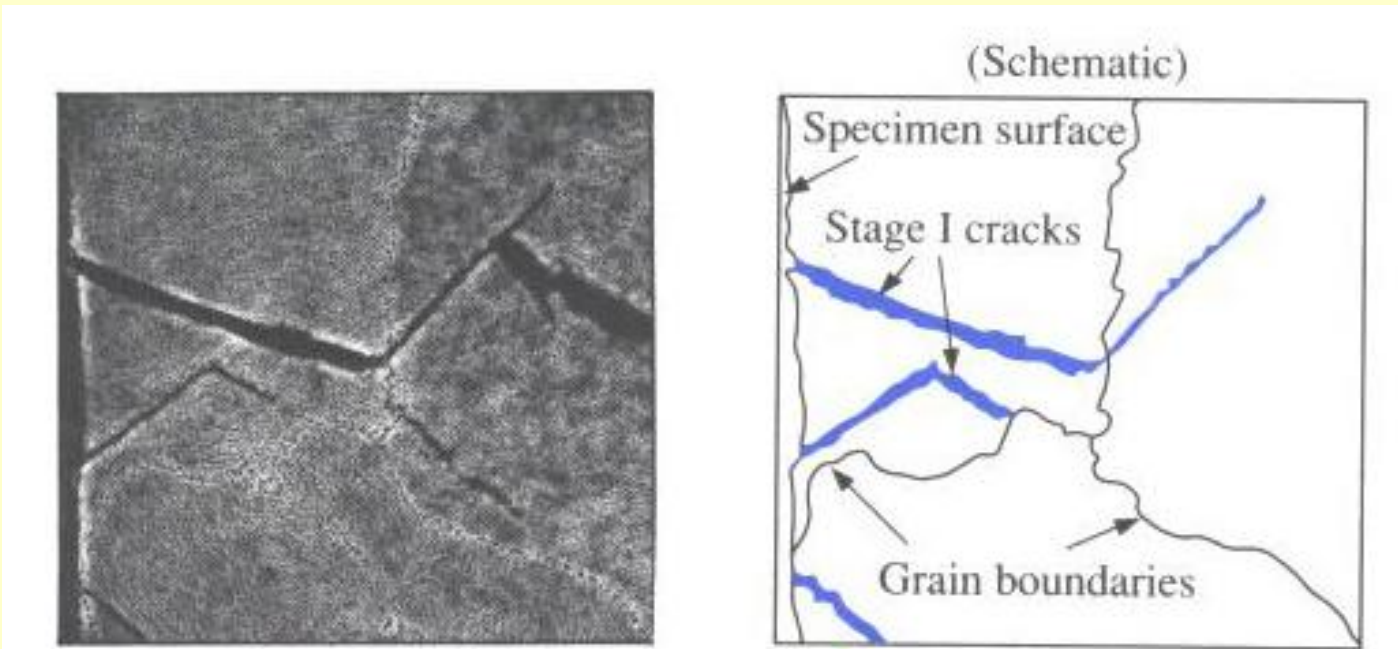 (Schematic)
Specimen surface
Stage I cracks
Grain boundaries